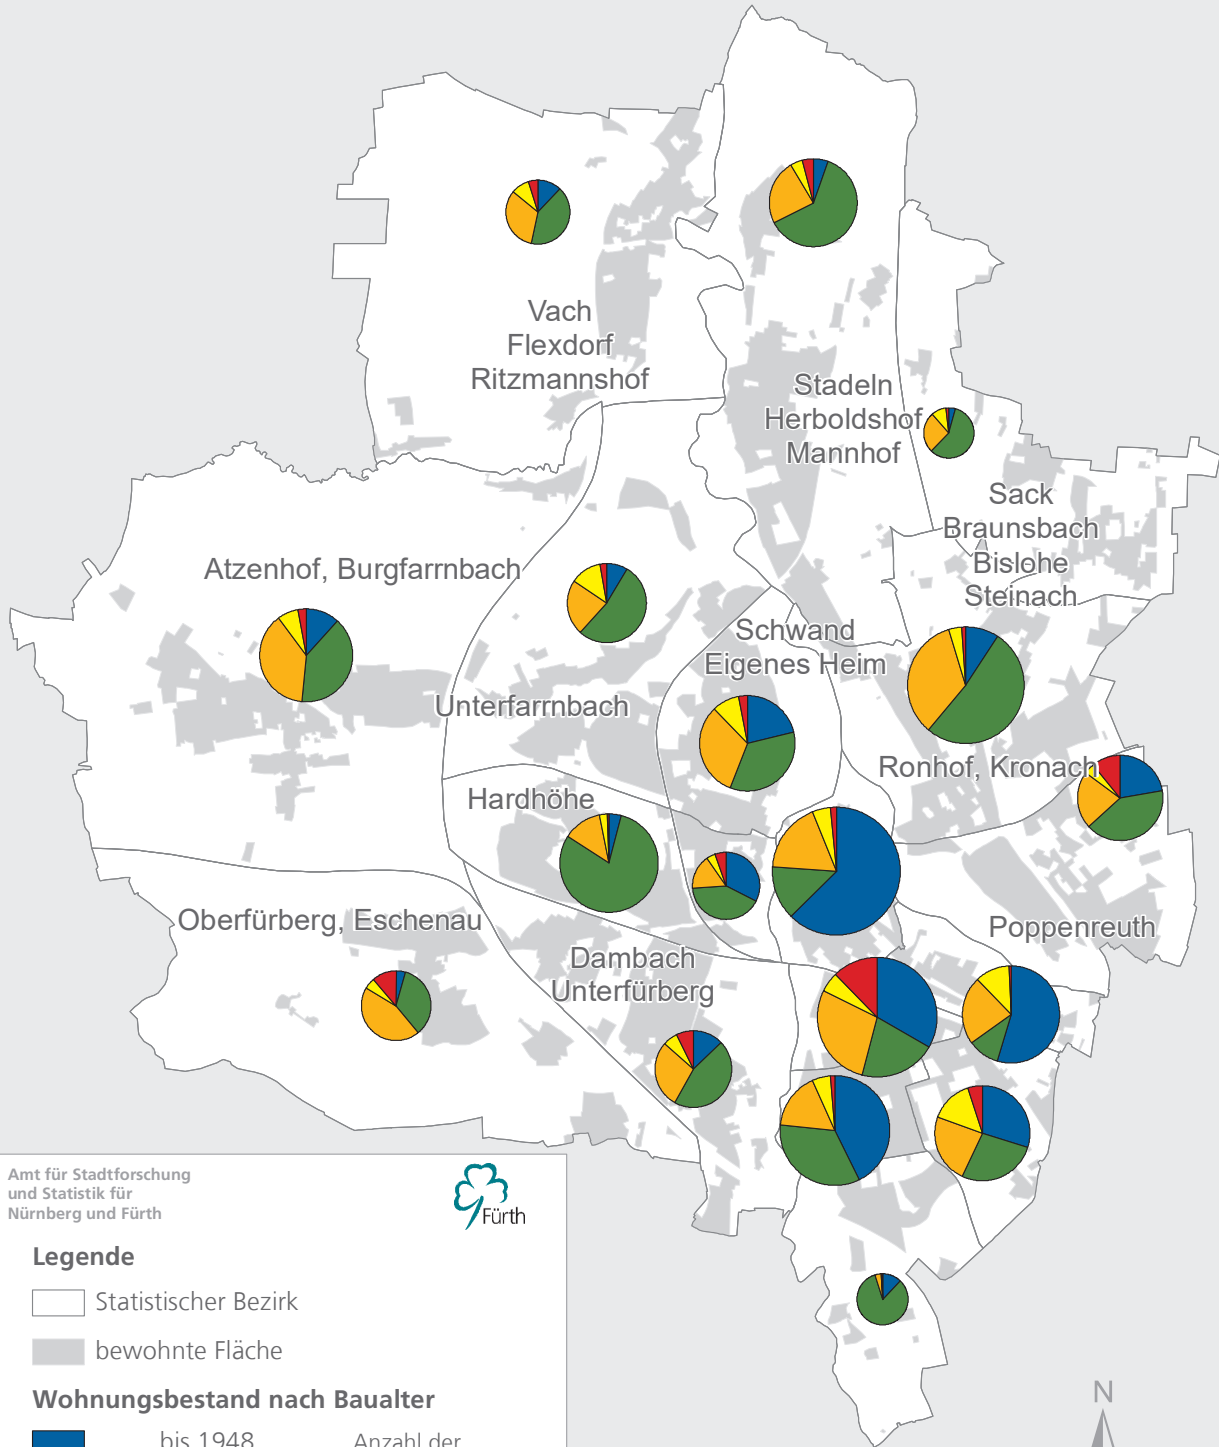 Vach
Flexdorf
Ritzmannshof
Stadeln
Herboldshof
Mannhof
Sack
Braunsbach
Bislohe
Steinach
Atzenhof, Burgfarrnbach
Schwand
Eigenes Heim
Unterfarrnbach
Ronhof, Kronach
Hardhöhe
Oberfürberg, Eschenau
Poppenreuth
Dambach
Unterfürberg
Amt für Stadtforschung
und Statistik für
Nürnberg und Fürth
Fürth
Legende
Statistischer Bezirk
bewohnte Fläche
Wohnungsbestand nach Baualter
bis 1948
Anzahl der
N